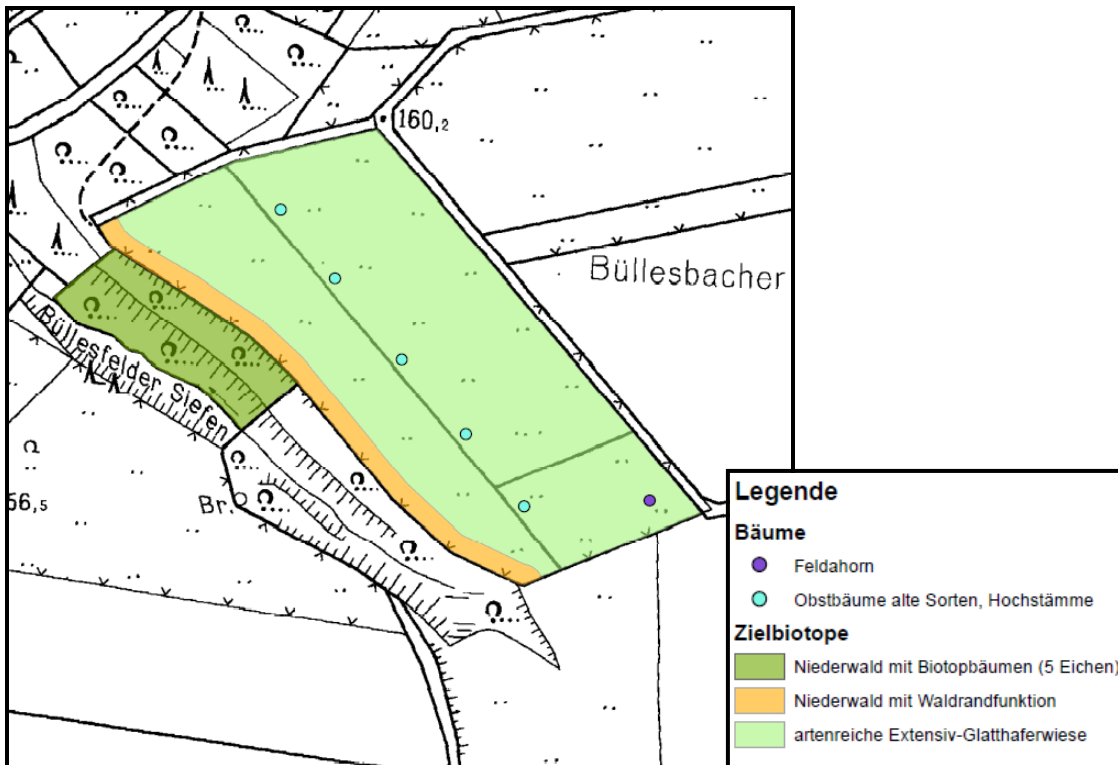 160,2
Büllesbacher
Büllesfelder Siefen
Br.
56,5
Legende
Bäume
Feldahorn
Obstbäume alte Sorten, Hochstämme
Zielbiotope
Niederwald mit Biotopbäumen (5 Eichen)
Niederwald mit Waldrandfunktion
artenreiche Extensiv-Glatthaferwiese